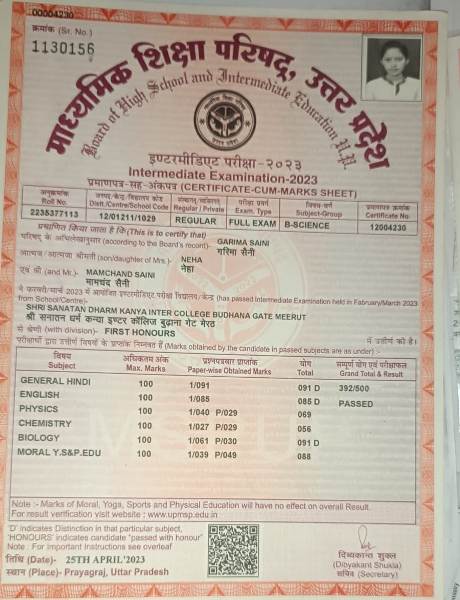 00004230
क्रमांक (Sr. No.)
1130156
माध्यमिक शिक्षा परिषद्, उत्तर प्रदेश
Board of High School and Intermediate Education U.P.
इण्टरमीडिएट परीक्षा-२०२३
Intermediate Examination-2023
प्रमाणपत्र-सह-अंकपत्र (CERTIFICATE-CUM-MARKS SHEET)
अनुक्रमांक Roll No. जनपद/केन्द्र/विद्यालय कोड Distt./Centre/School Code संस्थागत/व्यक्तिगत Regular / Private परीक्षा प्रकार Exam. Type विषय-वर्ग Subject-Group प्रमाणपत्र क्रमांक Certificate No.
2235377113 12/01211/1029 REGULAR FULL EXAM B-SCIENCE 12004230
प्रमाणित किया जाता है कि (This is to certify that)
परिषद् के अभिलेखानुसार (according to the Board's record)- GARIMA SAINI
गरिमा सैनी
आत्मज / आत्मजा श्रीमती (son/daughter of Mrs.)- NEHA
नेहा
एवं श्री (and Mr.)- MAMCHAND SAINI
मामचंद सैनी
ने फरवरी/मार्च 2023 में आयोजित इण्टरमीडिएट परीक्षा विद्यालय/केन्द्र (has passed Intermediate Examination held in February/March 2023
from School/Centre)-
SHRI SANATAN DHARM KANYA INTER COLLEGE BUDHANA GATE MEERUT
श्री सनातन धर्म कन्या इण्टर कॉलिज बुढ़ाना गेट मेरठ
से श्रेणी (with division)- FIRST HONOURS में उत्तीर्ण की है।
परीक्षार्थी द्वारा उत्तीर्ण विषयों के प्राप्तांक निम्नवत हैं (Marks obtained by the candidate in passed subjects are as under) :-
विषय Subject अधिकतम अंक Max. Marks प्रश्नपत्रवार प्राप्तांक Paper-wise Obtained Marks योग Total सम्पूर्ण योग एवं परीक्षाफल Grand Total & Result
GENERAL HINDI 100 1/091 091 D 392/500
ENGLISH 100 1/085 085 D PASSED
PHYSICS 100 1/040 P/029 069
CHEMISTRY 100 1/027 P/029 056
BIOLOGY 100 1/061 P/030 091 D
MORAL Y.S&P.EDU 100 1/039 P/049 088
Note :- Marks of Moral, Yoga, Sports and Physical Education will have no effect on overall Result.
For result verification visit website : www.upmsp.edu.in
'D' indicates Distinction in that particular subject,
'HONOURS' indicates candidate "passed with honour"
Note : For Important Instructions see overleaf
तिथि (Date)- 25TH APRIL'2023
स्थान (Place)- Prayagraj, Uttar Pradesh
दिब्यकान्त शुक्ल
(Dibyakant Shukla)
सचिव (Secretary)